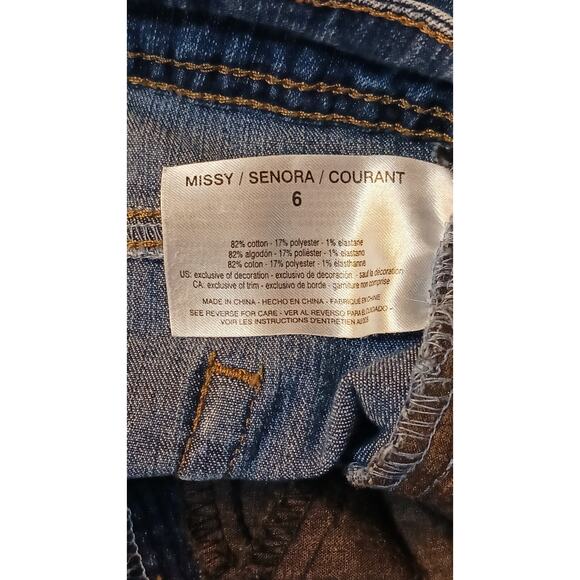 MISSY / SENORA / COURANT
6
82% cotton - 17% polyester - 1% elastane
82% algodón - 17% poliéster - 1% elastano
82% coton - 17% polyester - 1% élasthanne
US: exclusive of decoration - exclusivo de decoración - sauf la décoration
CA: exclusive of trim - exclusivo de borde - garniture non comprise
MADE IN CHINA - HECHO EN CHINA - FABRIQUÉ EN CHINE
SEE REVERSE FOR CARE - VER AL REVERSO PARA EL CUIDADO -
VOIR LES INSTRUCTIONS D'ENTRETIEN AU DOS